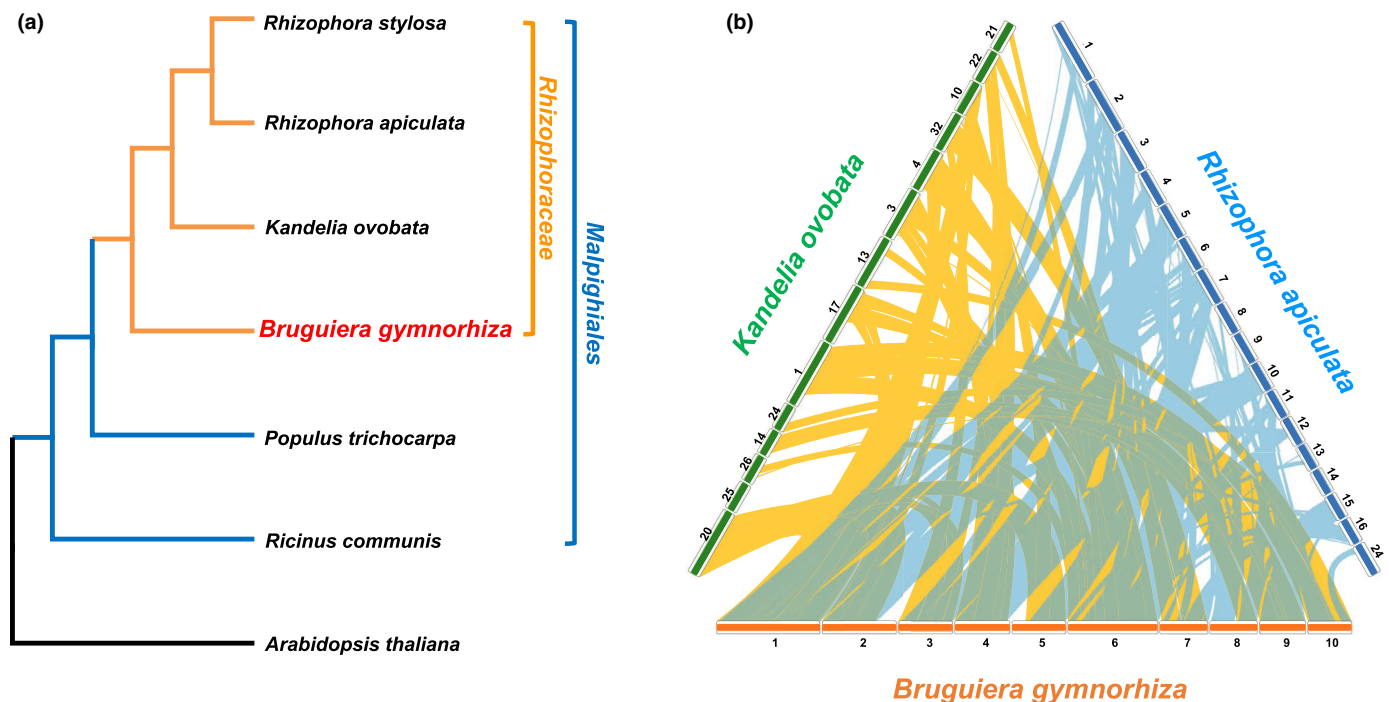 (a)
Rhizophora stylosa
Rhizophora apiculata
Kandelia ovobata
Bruguiera gymnorhiza
Populus trichocarpa
Ricinus communis
Arabidopsis thaliana
Rhizophoraceae
Malpighiales
(b)
Kandelia ovobata
21
22
10
32
4
3
13
17
1
24
14
26
25
20
Rhizophora apiculata
1
2
3
4
5
6
7
8
9
10
11
12
13
14
15
16
24
1 2 3 4 5 6 7 8 9 10
Bruguiera gymnorhiza